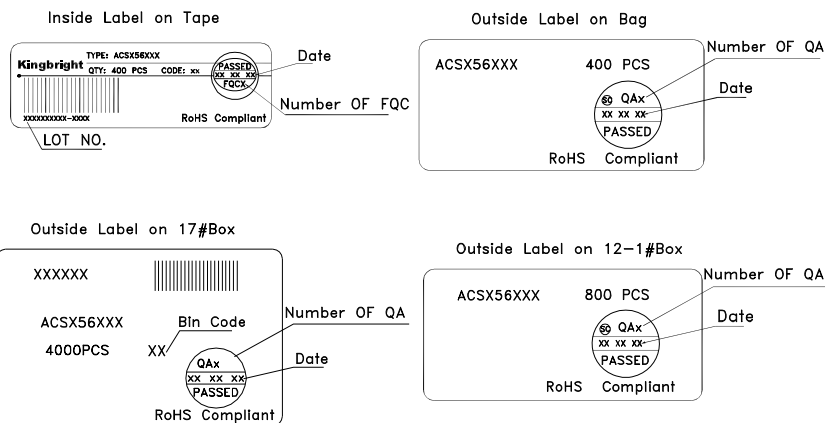 Inside Label on Tape
Kingbright
TYPE: ACSX56XXX
QTY: 400 PCS CODE: xx
PASSED
XX XX XX
FQCX
Date
Number OF FQC
XXXXXXXXXX-XXXX
RoHS Compliant
LOT NO.
Outside Label on Bag
ACSX56XXX 400 PCS
Number OF QA
Date
SC QAx
XX XX XX
PASSED
RoHS Compliant
Outside Label on 17#Box
XXXXXX
ACSX56XXX
4000PCS
Bin Code
XX
Number OF QA
Date
QAx
XX XX XX
PASSED
RoHS Compliant
Outside Label on 12-1#Box
ACSX56XXX 800 PCS
Number OF QA
Date
SC QAx
XX XX XX
PASSED
RoHS Compliant